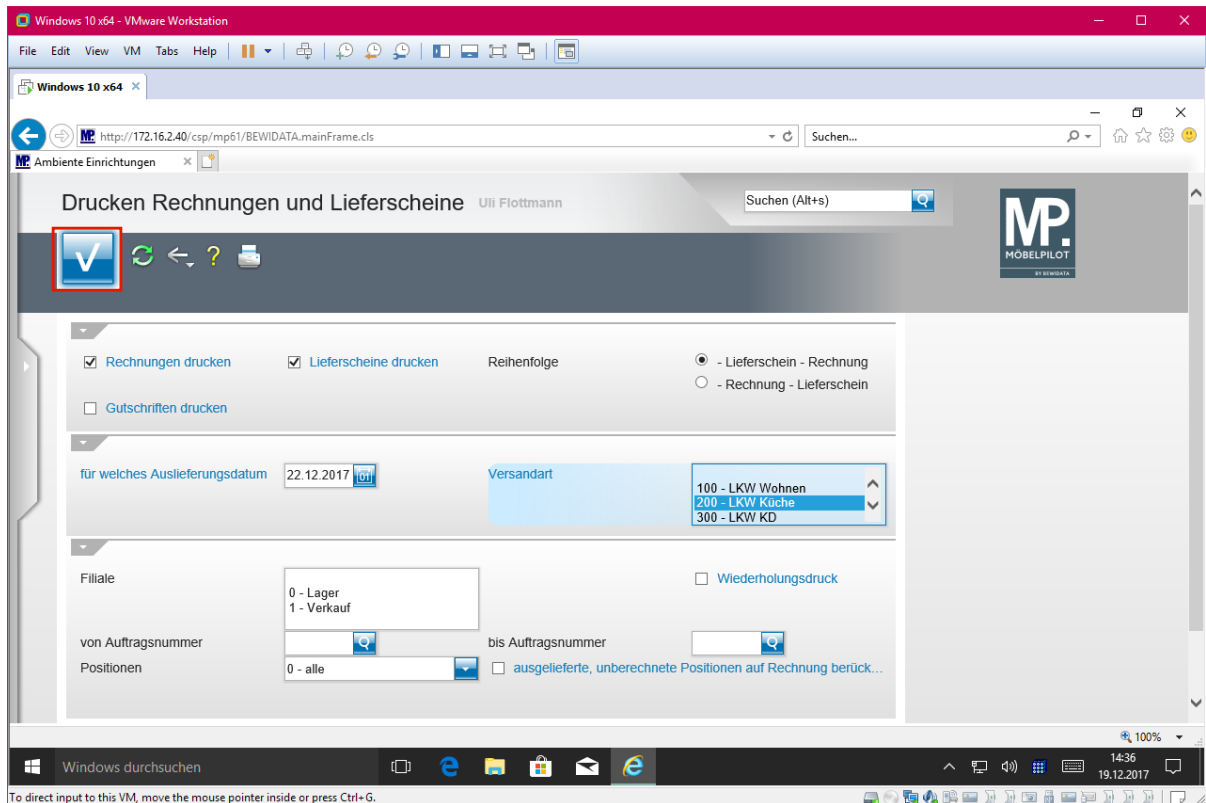 Windows 10 x64 - VMware Workstation
File Edit View VM Tabs Help
Windows 10 x64
http://172.16.2.40/csp/mp61/BEWIDATA.mainFrame.cls
Suchen...
MP. Ambiente Einrichtungen
Drucken Rechnungen und Lieferscheine Uli Flottmann
Suchen (Alt+s)
MP.
MÖBELPILOT
BY BEWIDATA
Rechnungen drucken
Lieferscheine drucken
Reihenfolge
- Lieferschein - Rechnung
- Rechnung - Lieferschein
Gutschriften drucken
für welches Auslieferungsdatum
22.12.2017
Versandart
100 - LKW Wohnen
200 - LKW Küche
300 - LKW KD
Filiale
0 - Lager
1 - Verkauf
Wiederholungsdruck
von Auftragsnummer
bis Auftragsnummer
Positionen
0 - alle
ausgelieferte, unberechnete Positionen auf Rechnung berück...
100%
Windows durchsuchen
14:36
19.12.2017
To direct input to this VM, move the mouse pointer inside or press Ctrl+G.